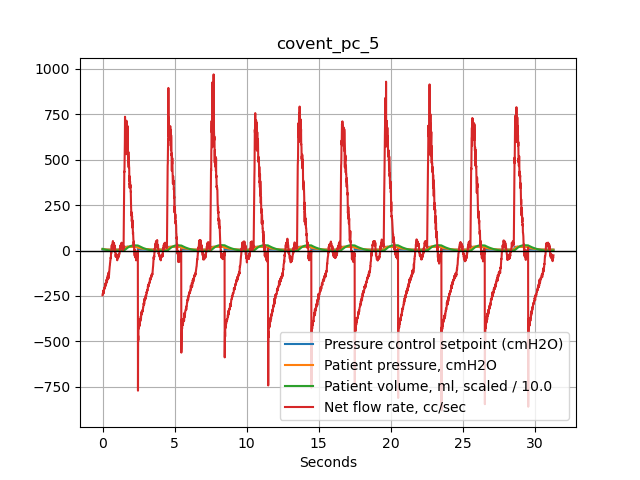 covent_pc_5
1000
750
500
250
0
−250
−500
−750
Pressure control setpoint (cmH2O)
Patient pressure, cmH2O
Patient volume, ml, scaled / 10.0
Net flow rate, cc/sec
0 5 10 15 20 25 30
Seconds